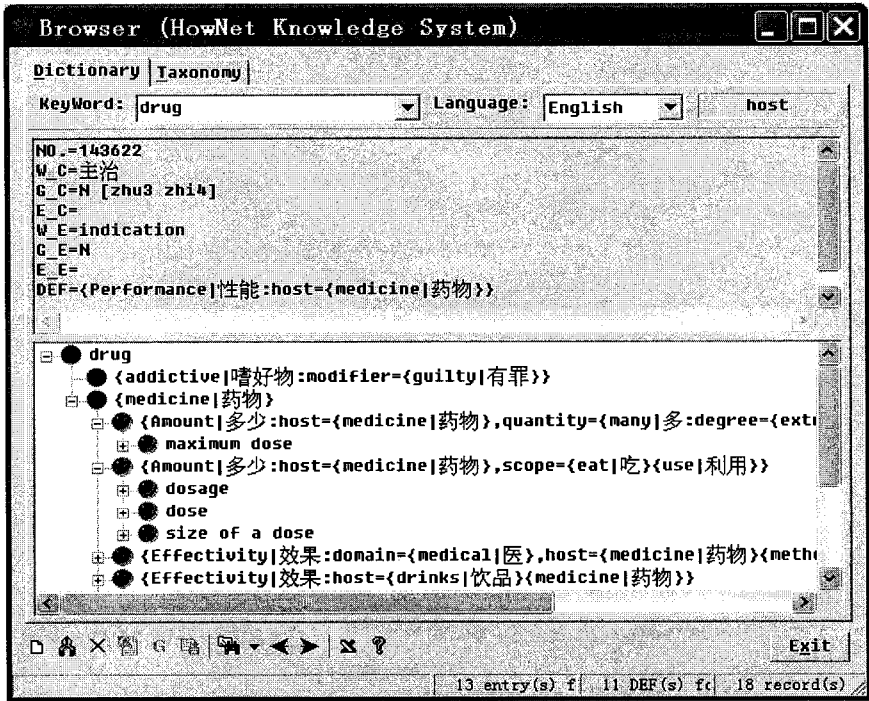 Browser (HowNet Knowledge System)
Dictionary Taxonomy
KeyWord: drug Language: English host
NO.=143622
W_C=主治
G_C=N [zhu3 zhi4]
E_C=
W_E=indication
G_E=N
E_E=
DEF={Performance|性能:host={medicine|药物}}
drug
{addictive|嗜好物:modifier={guilty|有罪}}
{medicine|药物}
{Amount|多少:host={medicine|药物},quantity={many|多:degree={ext
maximum dose
{Amount|多少:host={medicine|药物},scope={eat|吃}{use|利用}}
dosage
dose
size of a dose
{Effectivity|效果:domain={medical|医},host={medicine|药物}{meth
{Effectivity|效果:host={drinks|饮品}{medicine|药物}}
G
Exit
13 entry(s) f 11 DEF(s) fo 18 record(s)